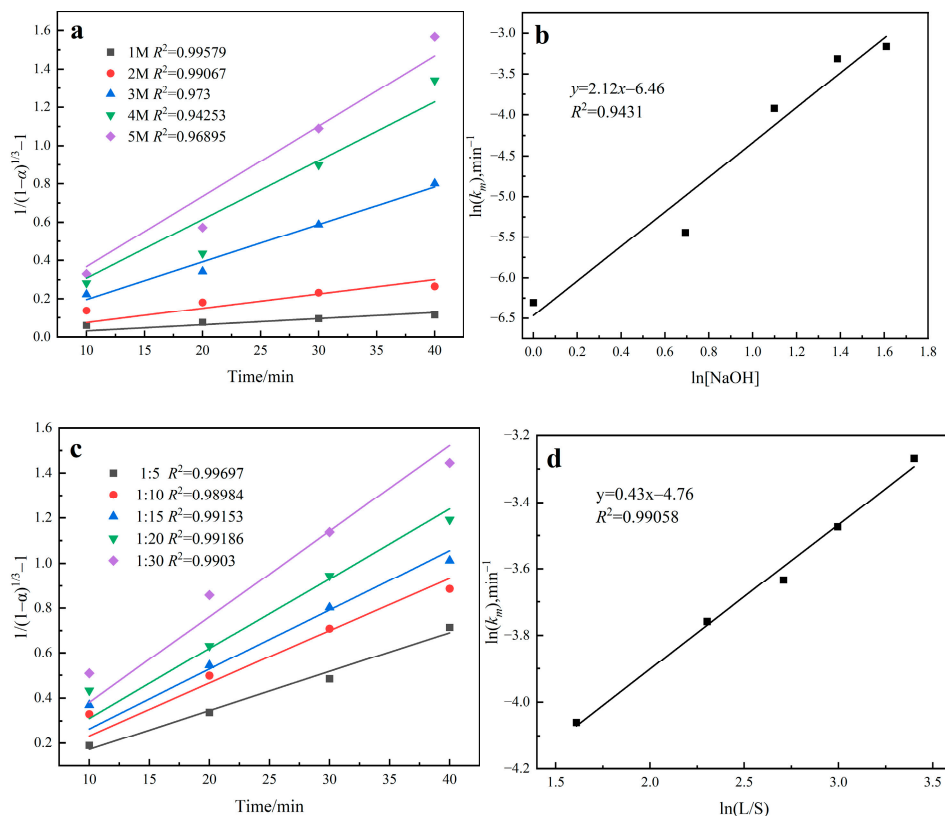 a
1M R²=0.99579
2M R²=0.99067
3M R²=0.973
4M R²=0.94253
5M R²=0.96895
1/(1−α)^1/3−1
1.6
1.4
1.2
1.0
0.8
0.6
0.4
0.2
0.0
10 15 20 25 30 35 40
Time/min
b
y=2.12x−6.46
R²=0.9431
ln(kₘ),min⁻¹
−3.0
−3.5
−4.0
−4.5
−5.0
−5.5
−6.0
−6.5
0.0 0.2 0.4 0.6 0.8 1.0 1.2 1.4 1.6 1.8
ln[NaOH]
c
1:5 R²=0.99697
1:10 R²=0.98984
1:15 R²=0.99153
1:20 R²=0.99186
1:30 R²=0.9903
1/(1−α)^1/3−1
1.6
1.4
1.2
1.0
0.8
0.6
0.4
0.2
10 15 20 25 30 35 40
Time/min
d
y=0.43x−4.76
R²=0.99058
ln(kₘ),min⁻¹
−3.2
−3.4
−3.6
−3.8
−4.0
−4.2
1.5 2.0 2.5 3.0 3.5
ln(L/S)